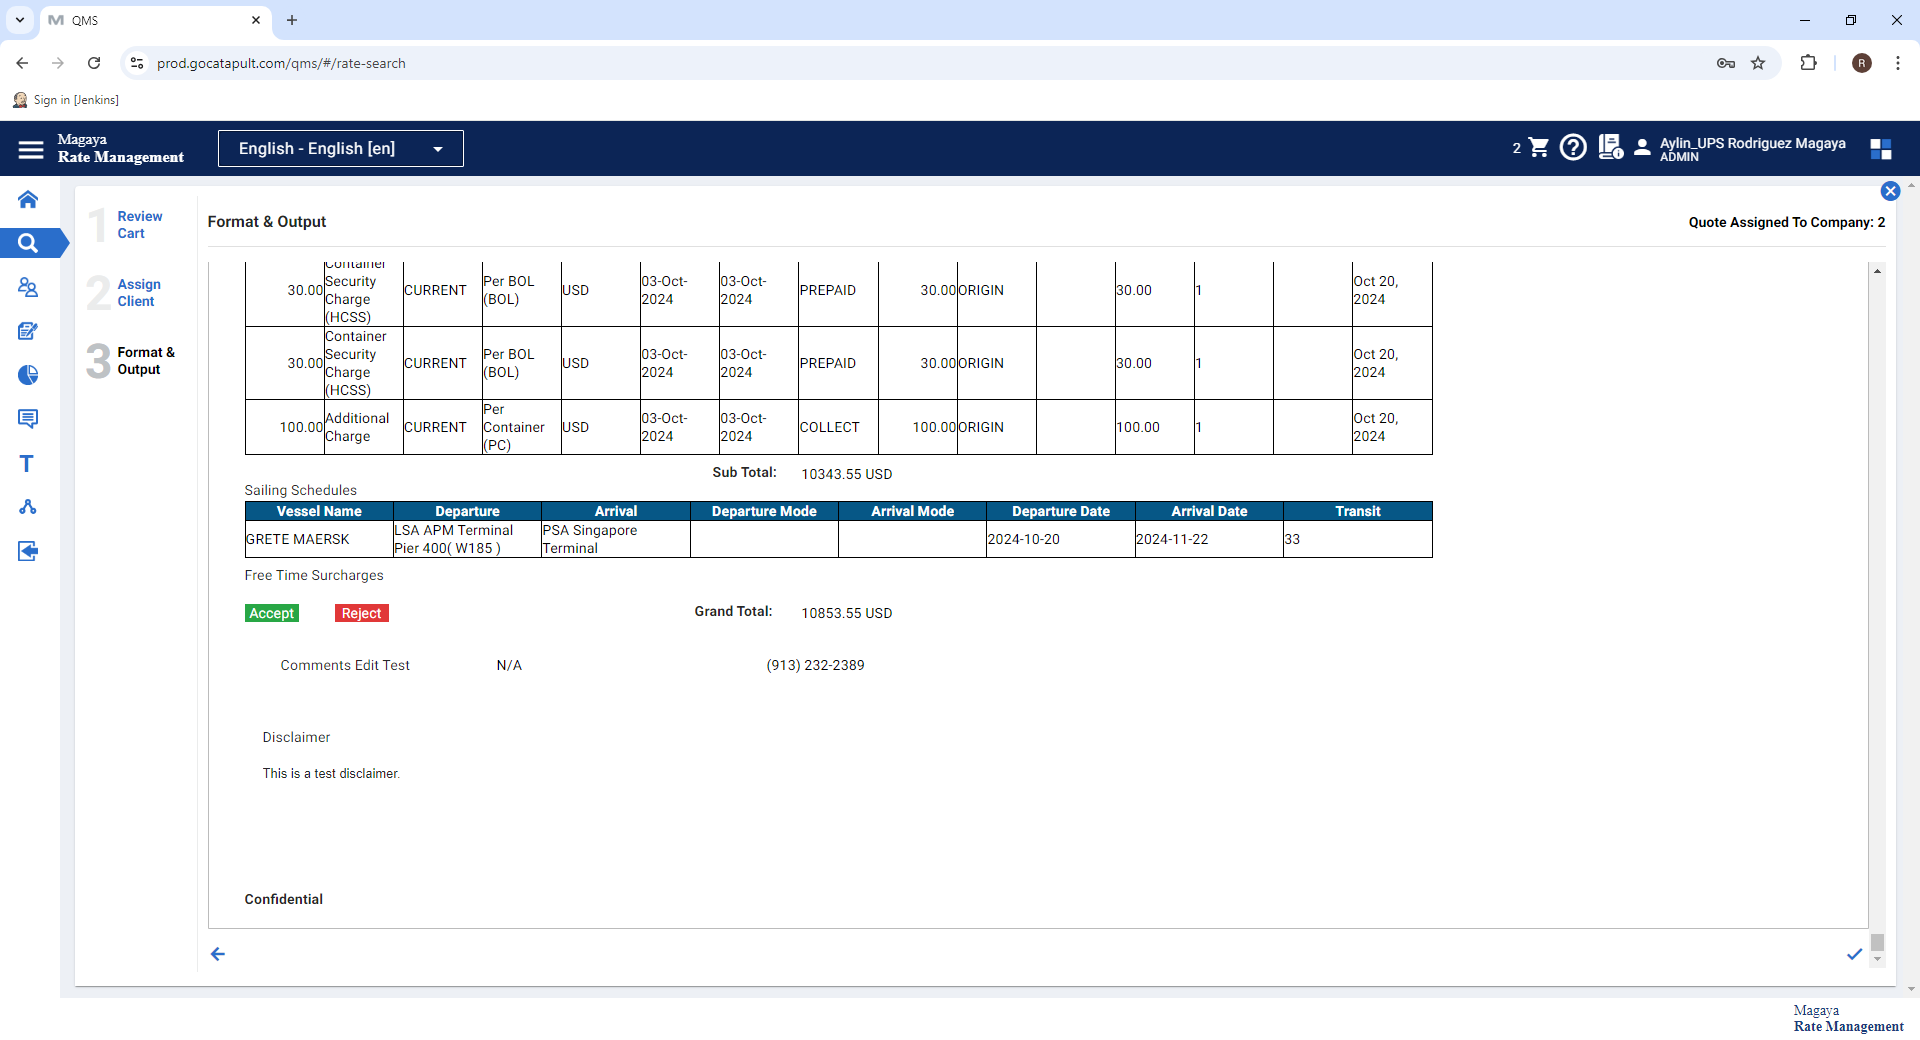 QMS
prod.gocatapult.com/qms/#/rate-search
Sign in [Jenkins]
R
Magaya
Rate Management
English - English [en]
2
Aylin_UPS Rodriguez Magaya
ADMIN
1 Review Cart
2 Assign Client
3 Format & Output
Format & Output
Quote Assigned To Company: 2
30.00 Container Security Charge (HCSS) CURRENT Per BOL (BOL) USD 03-Oct-2024 03-Oct-2024 PREPAID 30.00 ORIGIN 30.00 1 Oct 20, 2024
30.00 Container Security Charge (HCSS) CURRENT Per BOL (BOL) USD 03-Oct-2024 03-Oct-2024 PREPAID 30.00 ORIGIN 30.00 1 Oct 20, 2024
100.00 Additional Charge CURRENT Per Container (PC) USD 03-Oct-2024 03-Oct-2024 COLLECT 100.00 ORIGIN 100.00 1 Oct 20, 2024
Sub Total: 10343.55 USD
Sailing Schedules
Vessel Name Departure Arrival Departure Mode Arrival Mode Departure Date Arrival Date Transit
GRETE MAERSK LSA APM Terminal Pier 400( W185 ) PSA Singapore Terminal 2024-10-20 2024-11-22 33
Free Time Surcharges
Accept Reject Grand Total: 10853.55 USD
Comments Edit Test N/A (913) 232-2389
Disclaimer
This is a test disclaimer.
Confidential
Magaya
Rate Management